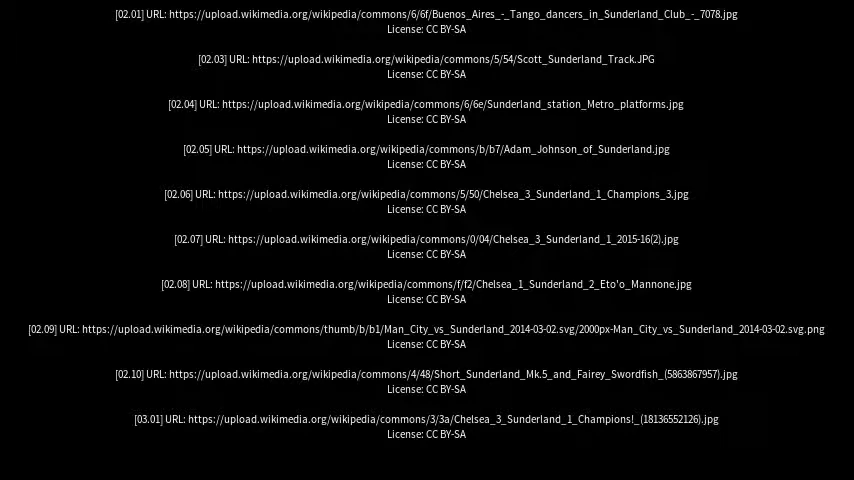 [02.01] URL: https://upload.wikimedia.org/wikipedia/commons/6/6f/Buenos_Aires_-_Tango_dancers_in_Sunderland_Club_-_7078.jpg
License: CC BY-SA
[02.03] URL: https://upload.wikimedia.org/wikipedia/commons/5/54/Scott_Sunderland_Track.JPG
License: CC BY-SA
[02.04] URL: https://upload.wikimedia.org/wikipedia/commons/6/6e/Sunderland_station_Metro_platforms.jpg
License: CC BY-SA
[02.05] URL: https://upload.wikimedia.org/wikipedia/commons/b/b7/Adam_Johnson_of_Sunderland.jpg
License: CC BY-SA
[02.06] URL: https://upload.wikimedia.org/wikipedia/commons/5/50/Chelsea_3_Sunderland_1_Champions_3.jpg
License: CC BY-SA
[02.07] URL: https://upload.wikimedia.org/wikipedia/commons/0/04/Chelsea_3_Sunderland_1_2015-16(2).jpg
License: CC BY-SA
[02.08] URL: https://upload.wikimedia.org/wikipedia/commons/f/f2/Chelsea_1_Sunderland_2_Eto'o_Mannone.jpg
License: CC BY-SA
[02.09] URL: https://upload.wikimedia.org/wikipedia/commons/thumb/b/b1/Man_City_vs_Sunderland_2014-03-02.svg/2000px-Man_City_vs_Sunderland_2014-03-02.svg.png
License: CC BY-SA
[02.10] URL: https://upload.wikimedia.org/wikipedia/commons/4/48/Short_Sunderland_Mk.5_and_Fairey_Swordfish_(5863867957).jpg
License: CC BY-SA
[03.01] URL: https://upload.wikimedia.org/wikipedia/commons/3/3a/Chelsea_3_Sunderland_1_Champions!_(18136552126).jpg
License: CC BY-SA